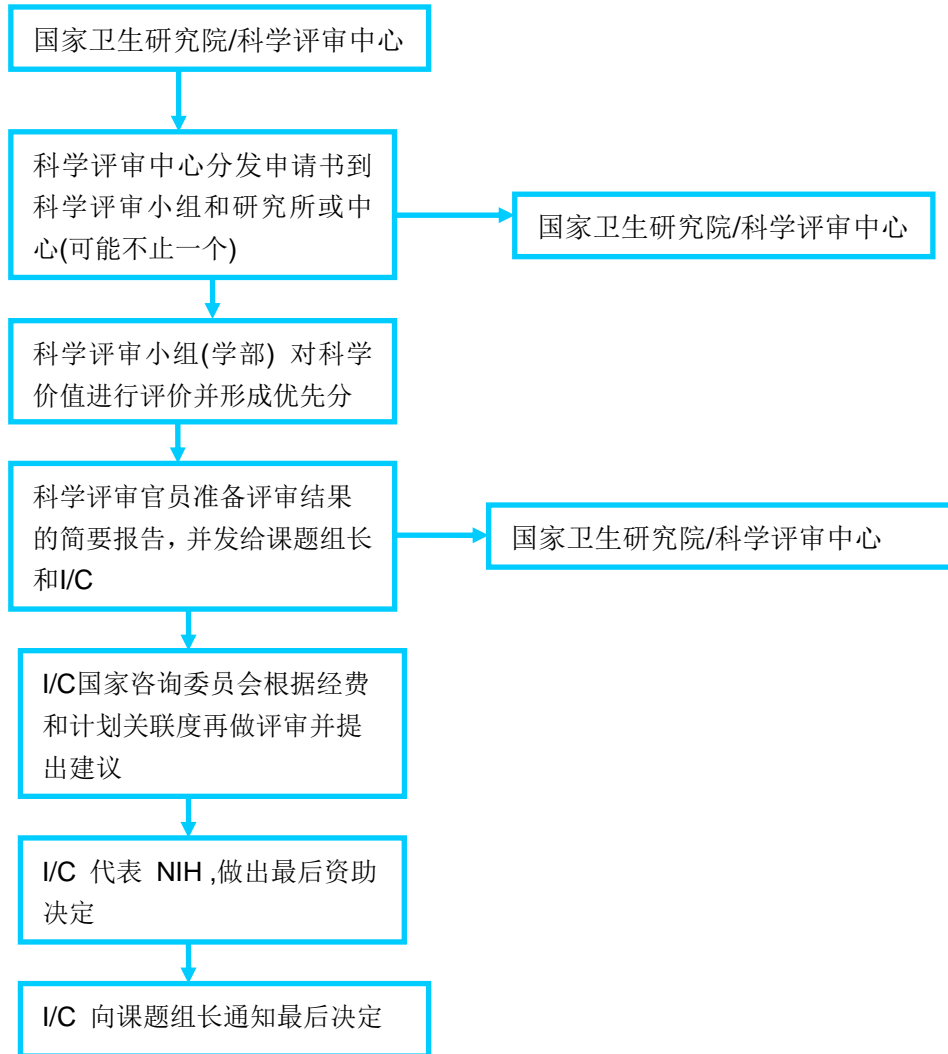 国家卫生研究院/科学评审中心
科学评审中心分发申请书到
科学评审小组和研究所或中
心(可能不止一个)
国家卫生研究院/科学评审中心
科学评审小组(学部) 对科学
价值进行评价并形成优先分
科学评审官员准备评审结果
的简要报告，并发给课题组长
和I/C
国家卫生研究院/科学评审中心
I/C国家咨询委员会根据经费
和计划关联度再做评审并提
出建议
I/C 代表 NIH ,做出最后资助
决定
I/C 向课题组长通知最后决定